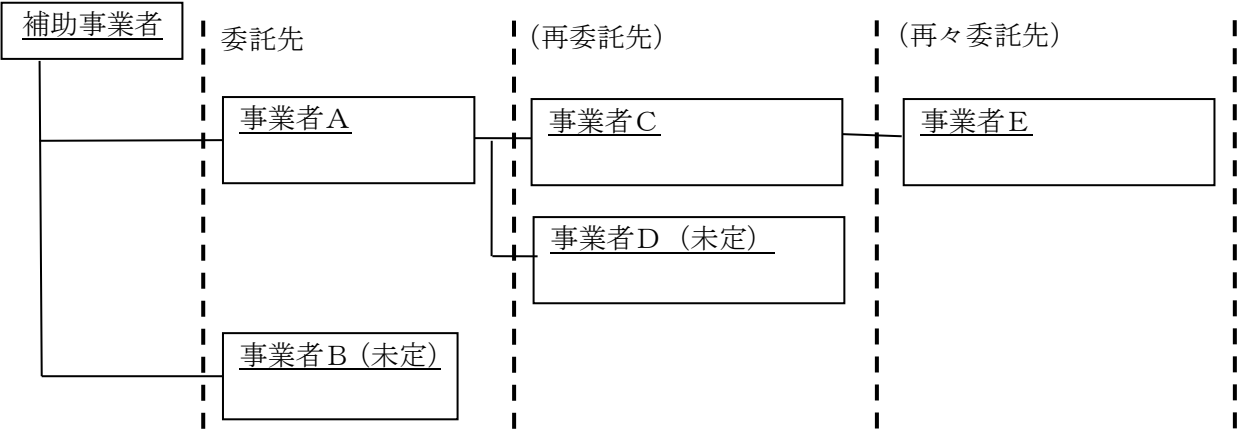 補助事業者
委託先
(再委託先)
(再々委託先)
事業者A
事業者C
事業者E
事業者D（未定）
事業者B（未定）